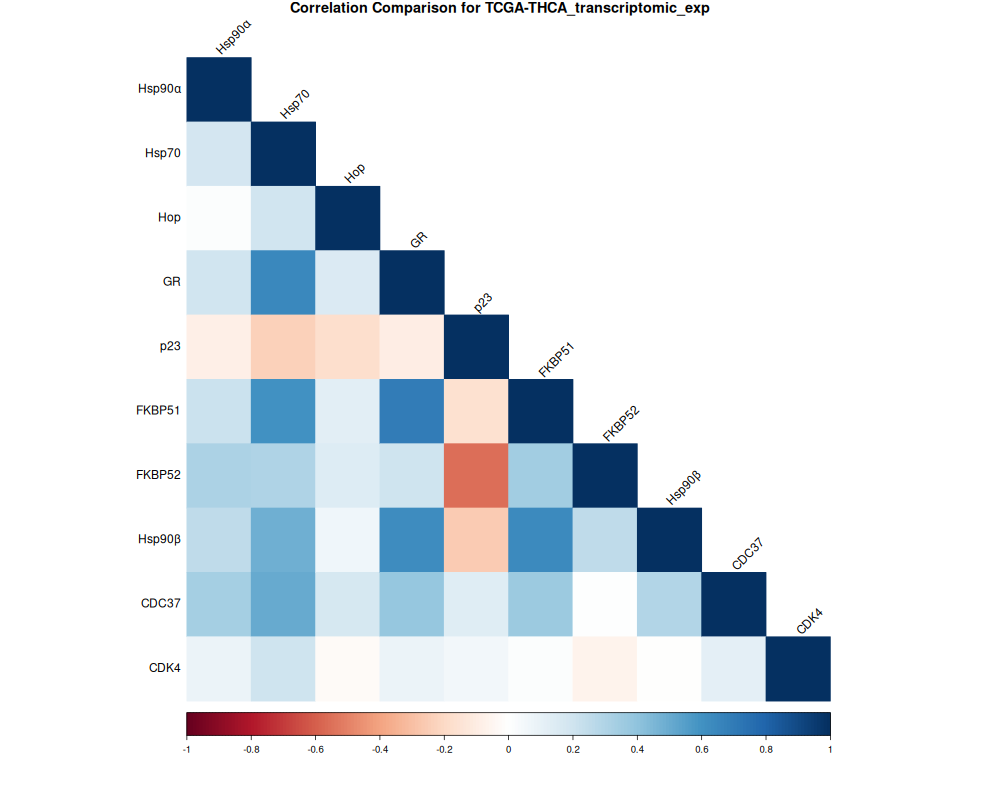 Correlation Comparison for TCGA-THCA_transcriptomic_exp
Hsp90α
Hsp90α
Hsp70
Hsp70
Hop
Hop
GR
GR
p23
p23
FKBP51
FKBP51
FKBP52
FKBP52
Hsp90β
Hsp90β
CDC37
CDC37
CDK4
CDK4
-1 -0.8 -0.6 -0.4 -0.2 0 0.2 0.4 0.6 0.8 1